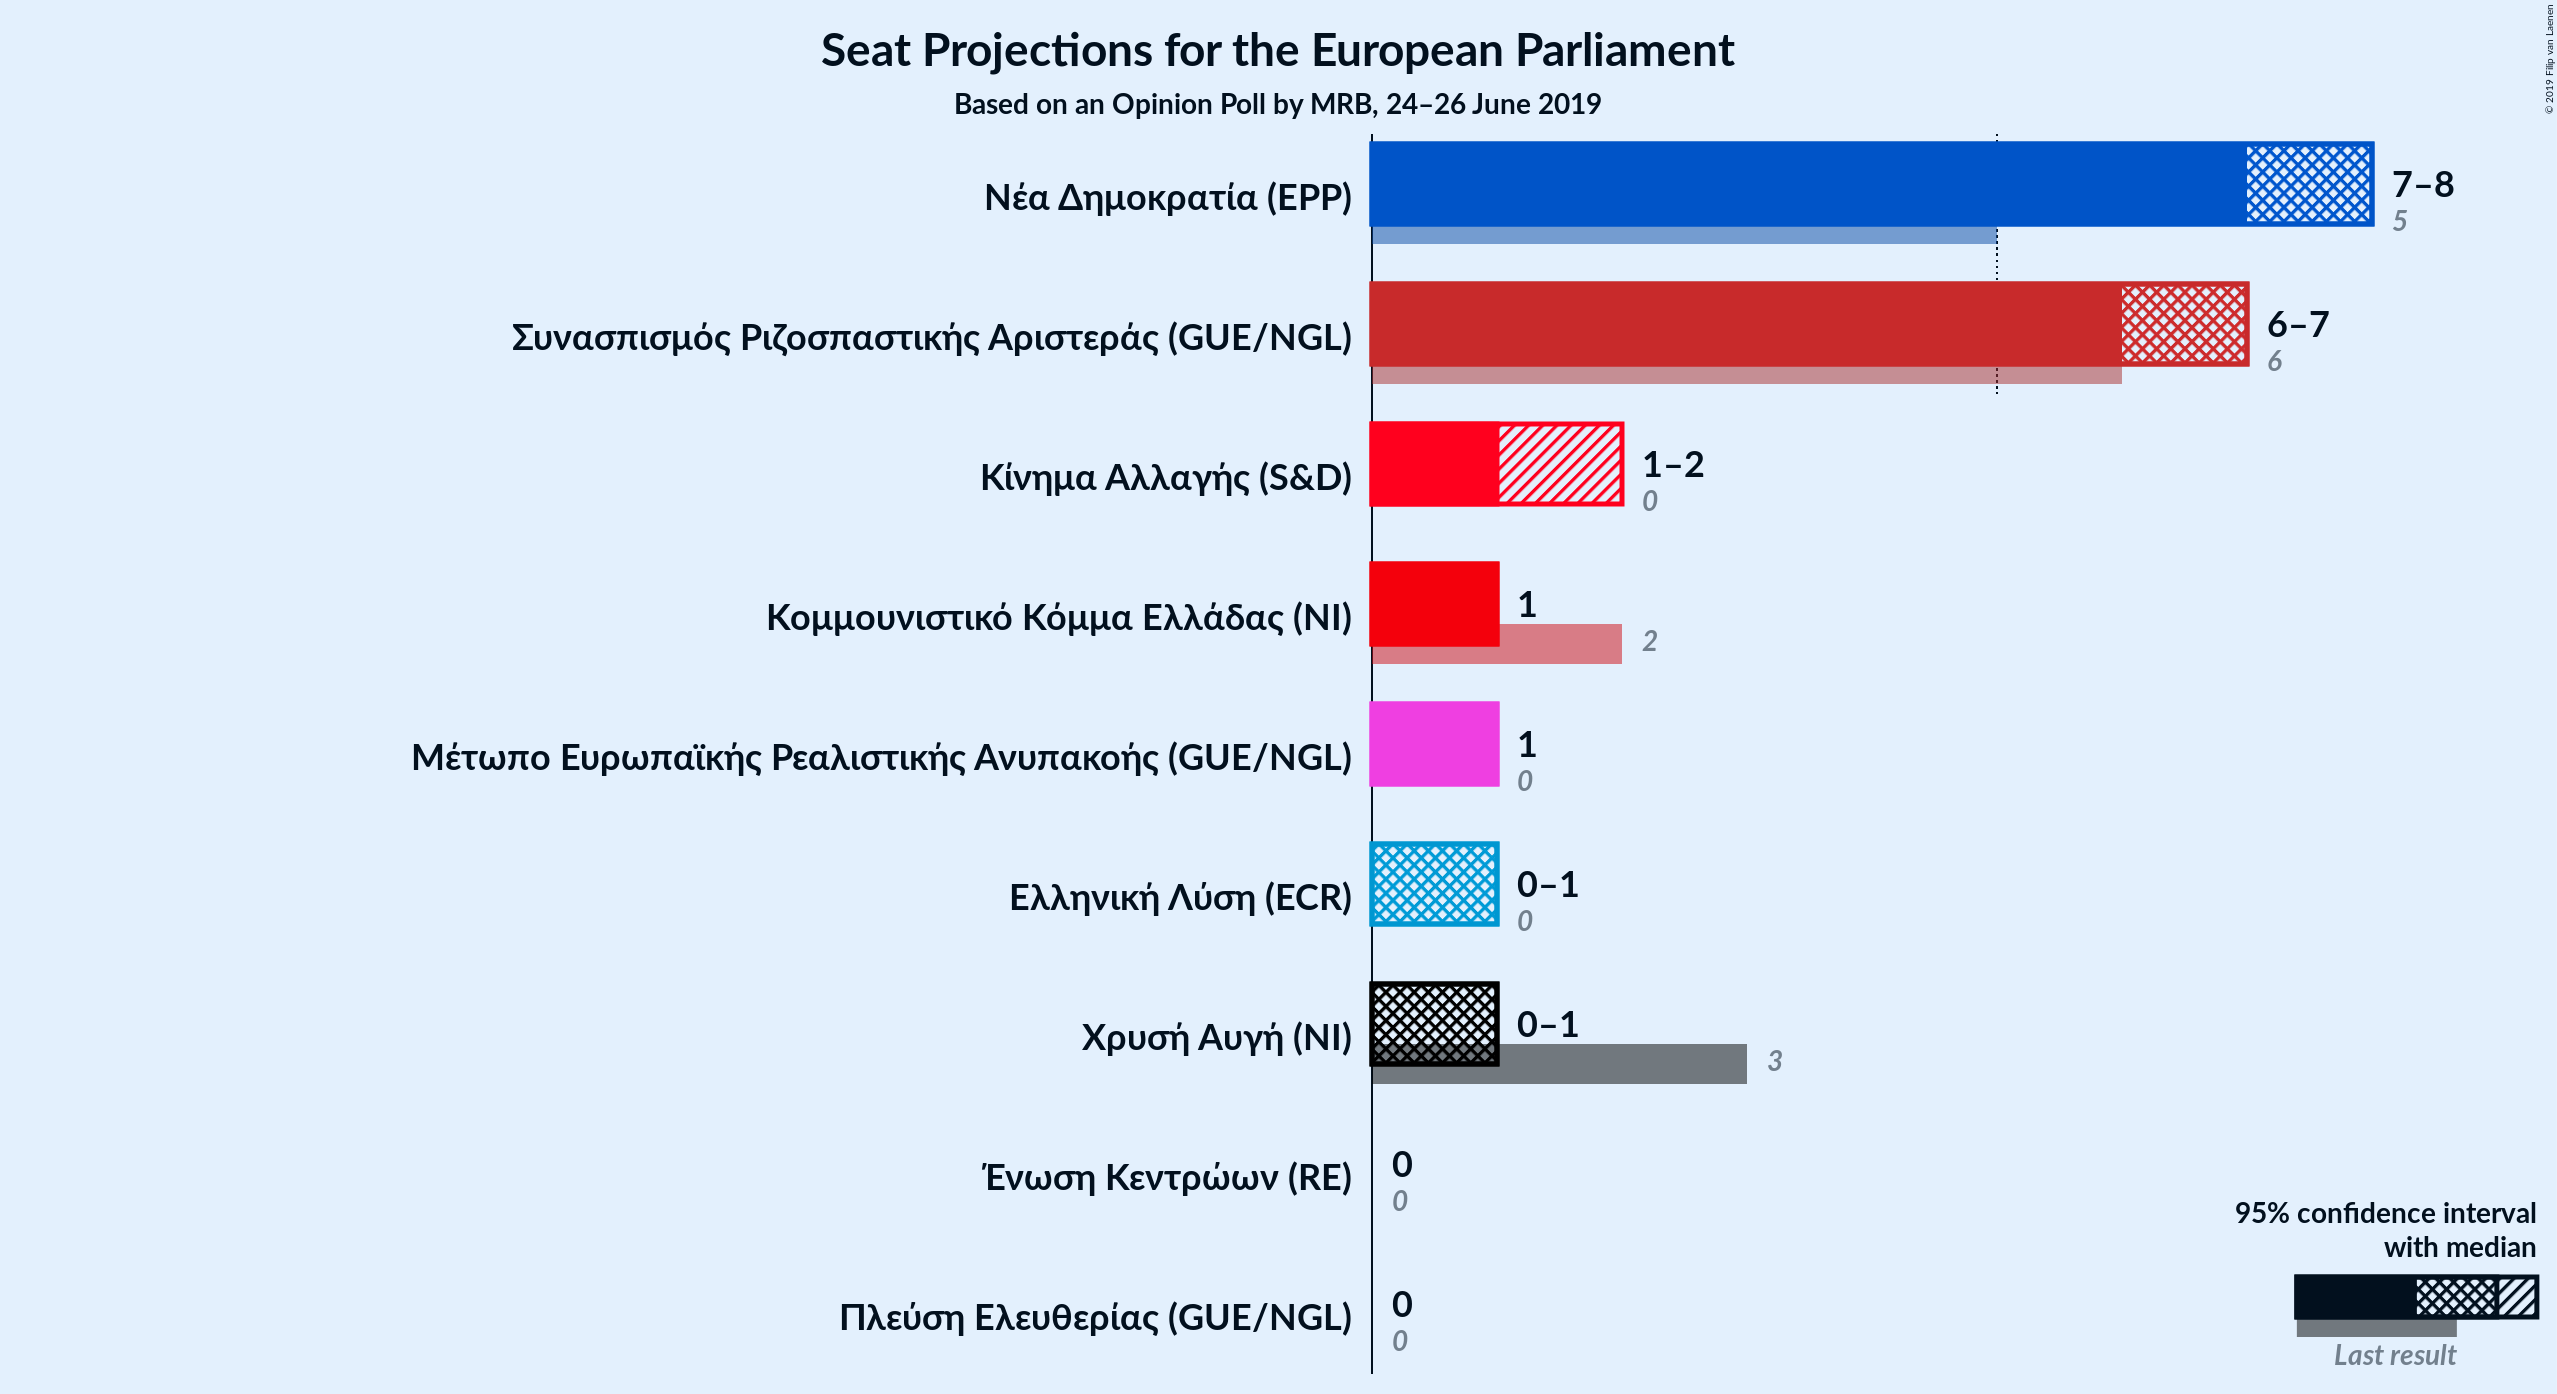 Seat Projections for the European Parliament
Based on an Opinion Poll by MRB, 24–26 June 2019
© 2019 Filip van Laenen
Νέα Δημοκρατία (EPP)
7–8
5
Συνασπισμός Ριζοσπαστικής Αριστεράς (GUE/NGL)
6–7
6
Κίνημα Αλλαγής (S&D)
1–2
0
Κομμουνιστικό Κόμμα Ελλάδας (NI)
1
2
Μέτωπο Ευρωπαϊκής Ρεαλιστικής Ανυπακοής (GUE/NGL)
1
0
Ελληνική Λύση (ECR)
0–1
0
Χρυσή Αυγή (NI)
0–1
3
Ένωση Κεντρώων (RE)
0
0
Πλεύση Ελευθερίας (GUE/NGL)
0
0
95% confidence interval
with median
Last result